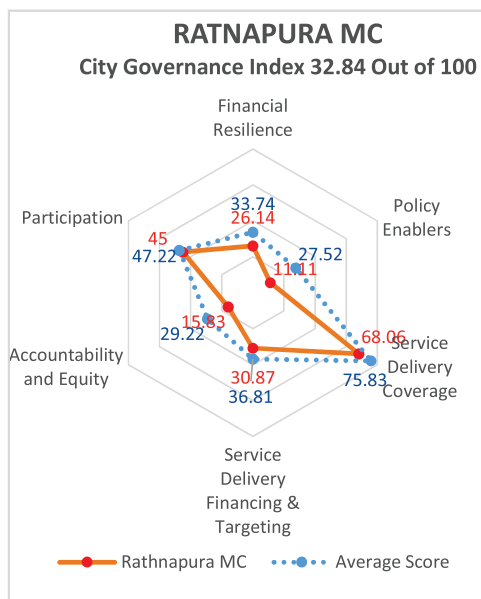 RATNAPURA MC
City Governance Index 32.84 Out of 100
Financial
Resilience
33.74
26.14
Policy
Enablers
27.52
11.11
Participation
45
47.22
68.06
Service
Delivery
Coverage
75.83
15.83
29.22
Accountability
and Equity
30.87
36.81
Service
Delivery
Financing &
Targeting
Rathnapura MC
Average Score